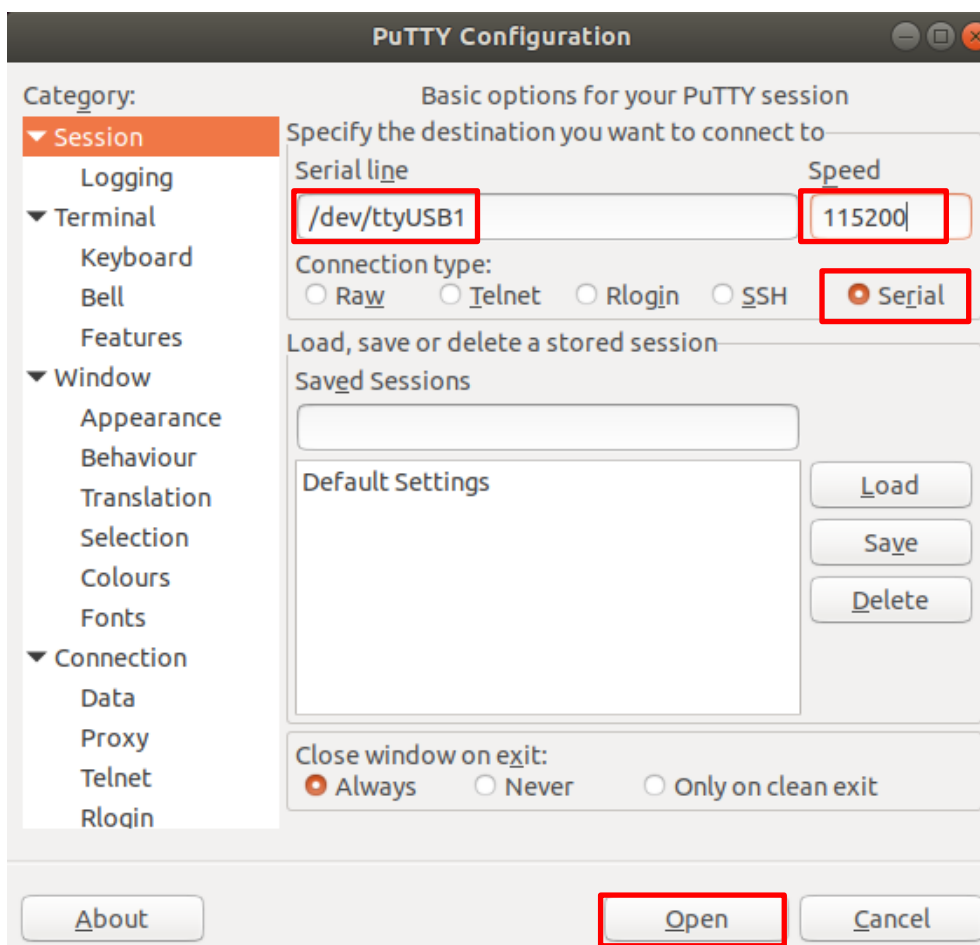 PuTTY Configuration
Category:
Session
Logging
Terminal
Keyboard
Bell
Features
Window
Appearance
Behaviour
Translation
Selection
Colours
Fonts
Connection
Data
Proxy
Telnet
Rlogin
Basic options for your PuTTY session
Specify the destination you want to connect to
Serial line Speed
/dev/ttyUSB1 115200
Connection type:
Raw Telnet Rlogin SSH Serial
Load, save or delete a stored session
Saved Sessions
Default Settings
Load
Save
Delete
Close window on exit:
Always Never Only on clean exit
About Open Cancel